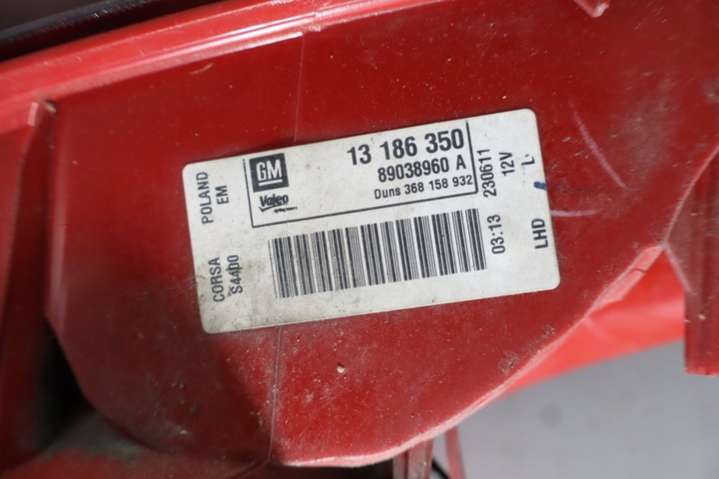 POLAND
EM
GM
Valeo
13 186 350
89038960 A
Duns 368 158 932
230611
12V
L
CORSA
S4400
03:13
LHD